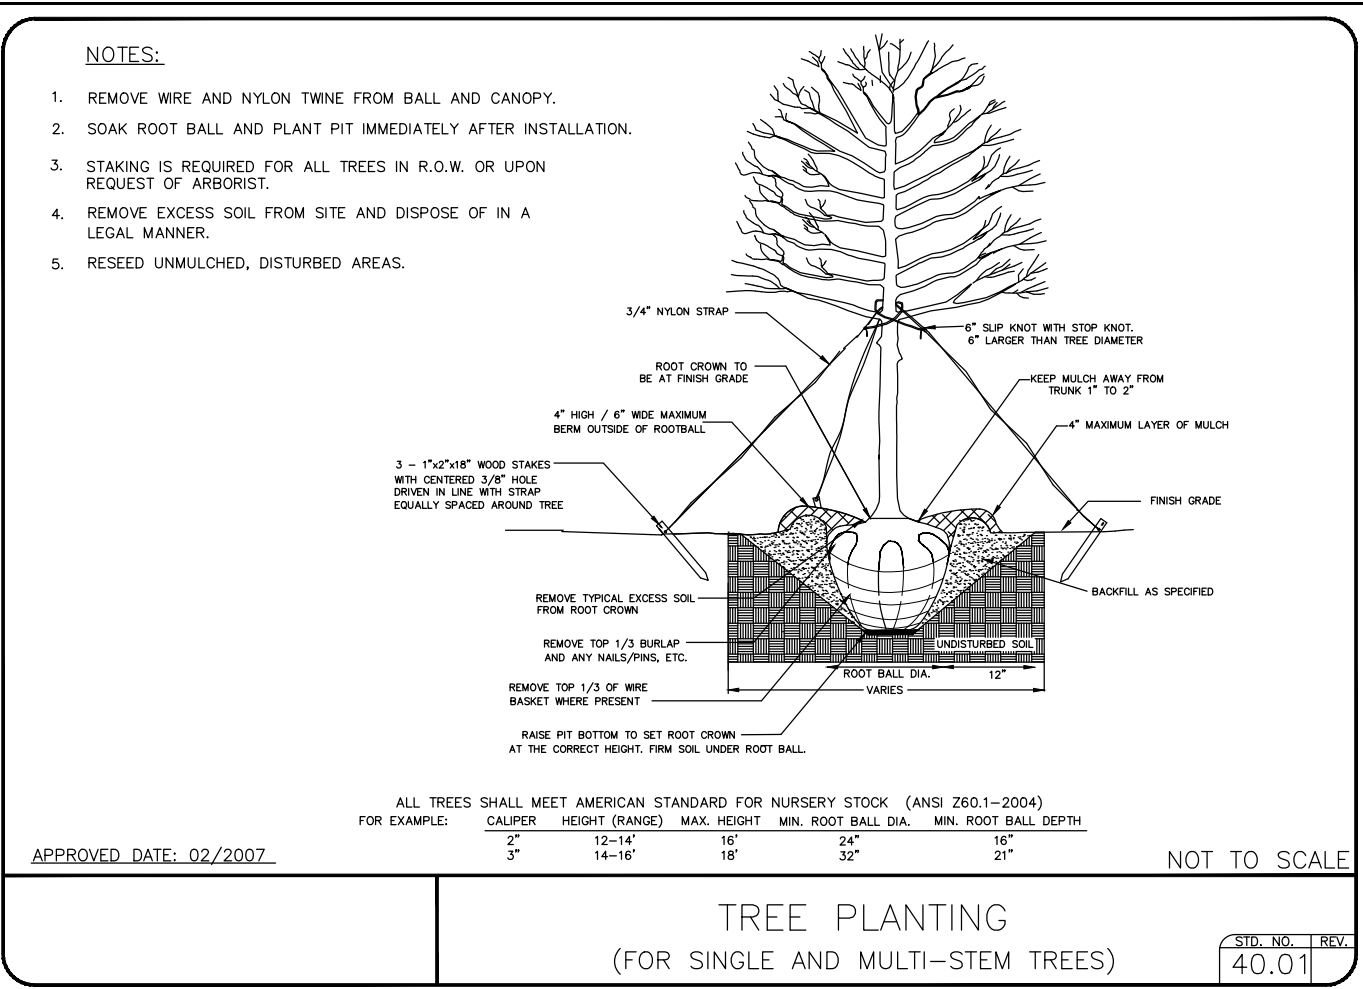 NOTES:
1. REMOVE WIRE AND NYLON TWINE FROM BALL AND CANOPY.
2. SOAK ROOT BALL AND PLANT PIT IMMEDIATELY AFTER INSTALLATION.
3. STAKING IS REQUIRED FOR ALL TREES IN R.O.W. OR UPON
REQUEST OF ARBORIST.
4. REMOVE EXCESS SOIL FROM SITE AND DISPOSE OF IN A
LEGAL MANNER.
5. RESEED UNMULCHED, DISTURBED AREAS.
3/4" NYLON STRAP
6" SLIP KNOT WITH STOP KNOT.
6" LARGER THAN TREE DIAMETER
ROOT CROWN TO
BE AT FINISH GRADE
KEEP MULCH AWAY FROM
TRUNK 1" TO 2"
4" HIGH / 6" WIDE MAXIMUM
BERM OUTSIDE OF ROOTBALL
4" MAXIMUM LAYER OF MULCH
3 - 1"x2"x18" WOOD STAKES
WITH CENTERED 3/8" HOLE
DRIVEN IN LINE WITH STRAP
EQUALLY SPACED AROUND TREE
FINISH GRADE
REMOVE TYPICAL EXCESS SOIL
FROM ROOT CROWN
BACKFILL AS SPECIFIED
REMOVE TOP 1/3 BURLAP
AND ANY NAILS/PINS, ETC.
UNDISTURBED SOIL
ROOT BALL DIA. 12"
VARIES
REMOVE TOP 1/3 OF WIRE
BASKET WHERE PRESENT
RAISE PIT BOTTOM TO SET ROOT CROWN
AT THE CORRECT HEIGHT. FIRM SOIL UNDER ROOT BALL.
ALL TREES SHALL MEET AMERICAN STANDARD FOR NURSERY STOCK (ANSI Z60.1-2004)
FOR EXAMPLE: CALIPER HEIGHT (RANGE) MAX. HEIGHT MIN. ROOT BALL DIA. MIN. ROOT BALL DEPTH
2" 12-14' 16' 24" 16"
3" 14-16' 18' 32" 21"
APPROVED DATE: 02/2007
NOT TO SCALE
TREE PLANTING
(FOR SINGLE AND MULTI-STEM TREES)
STD. NO. REV.
40.01